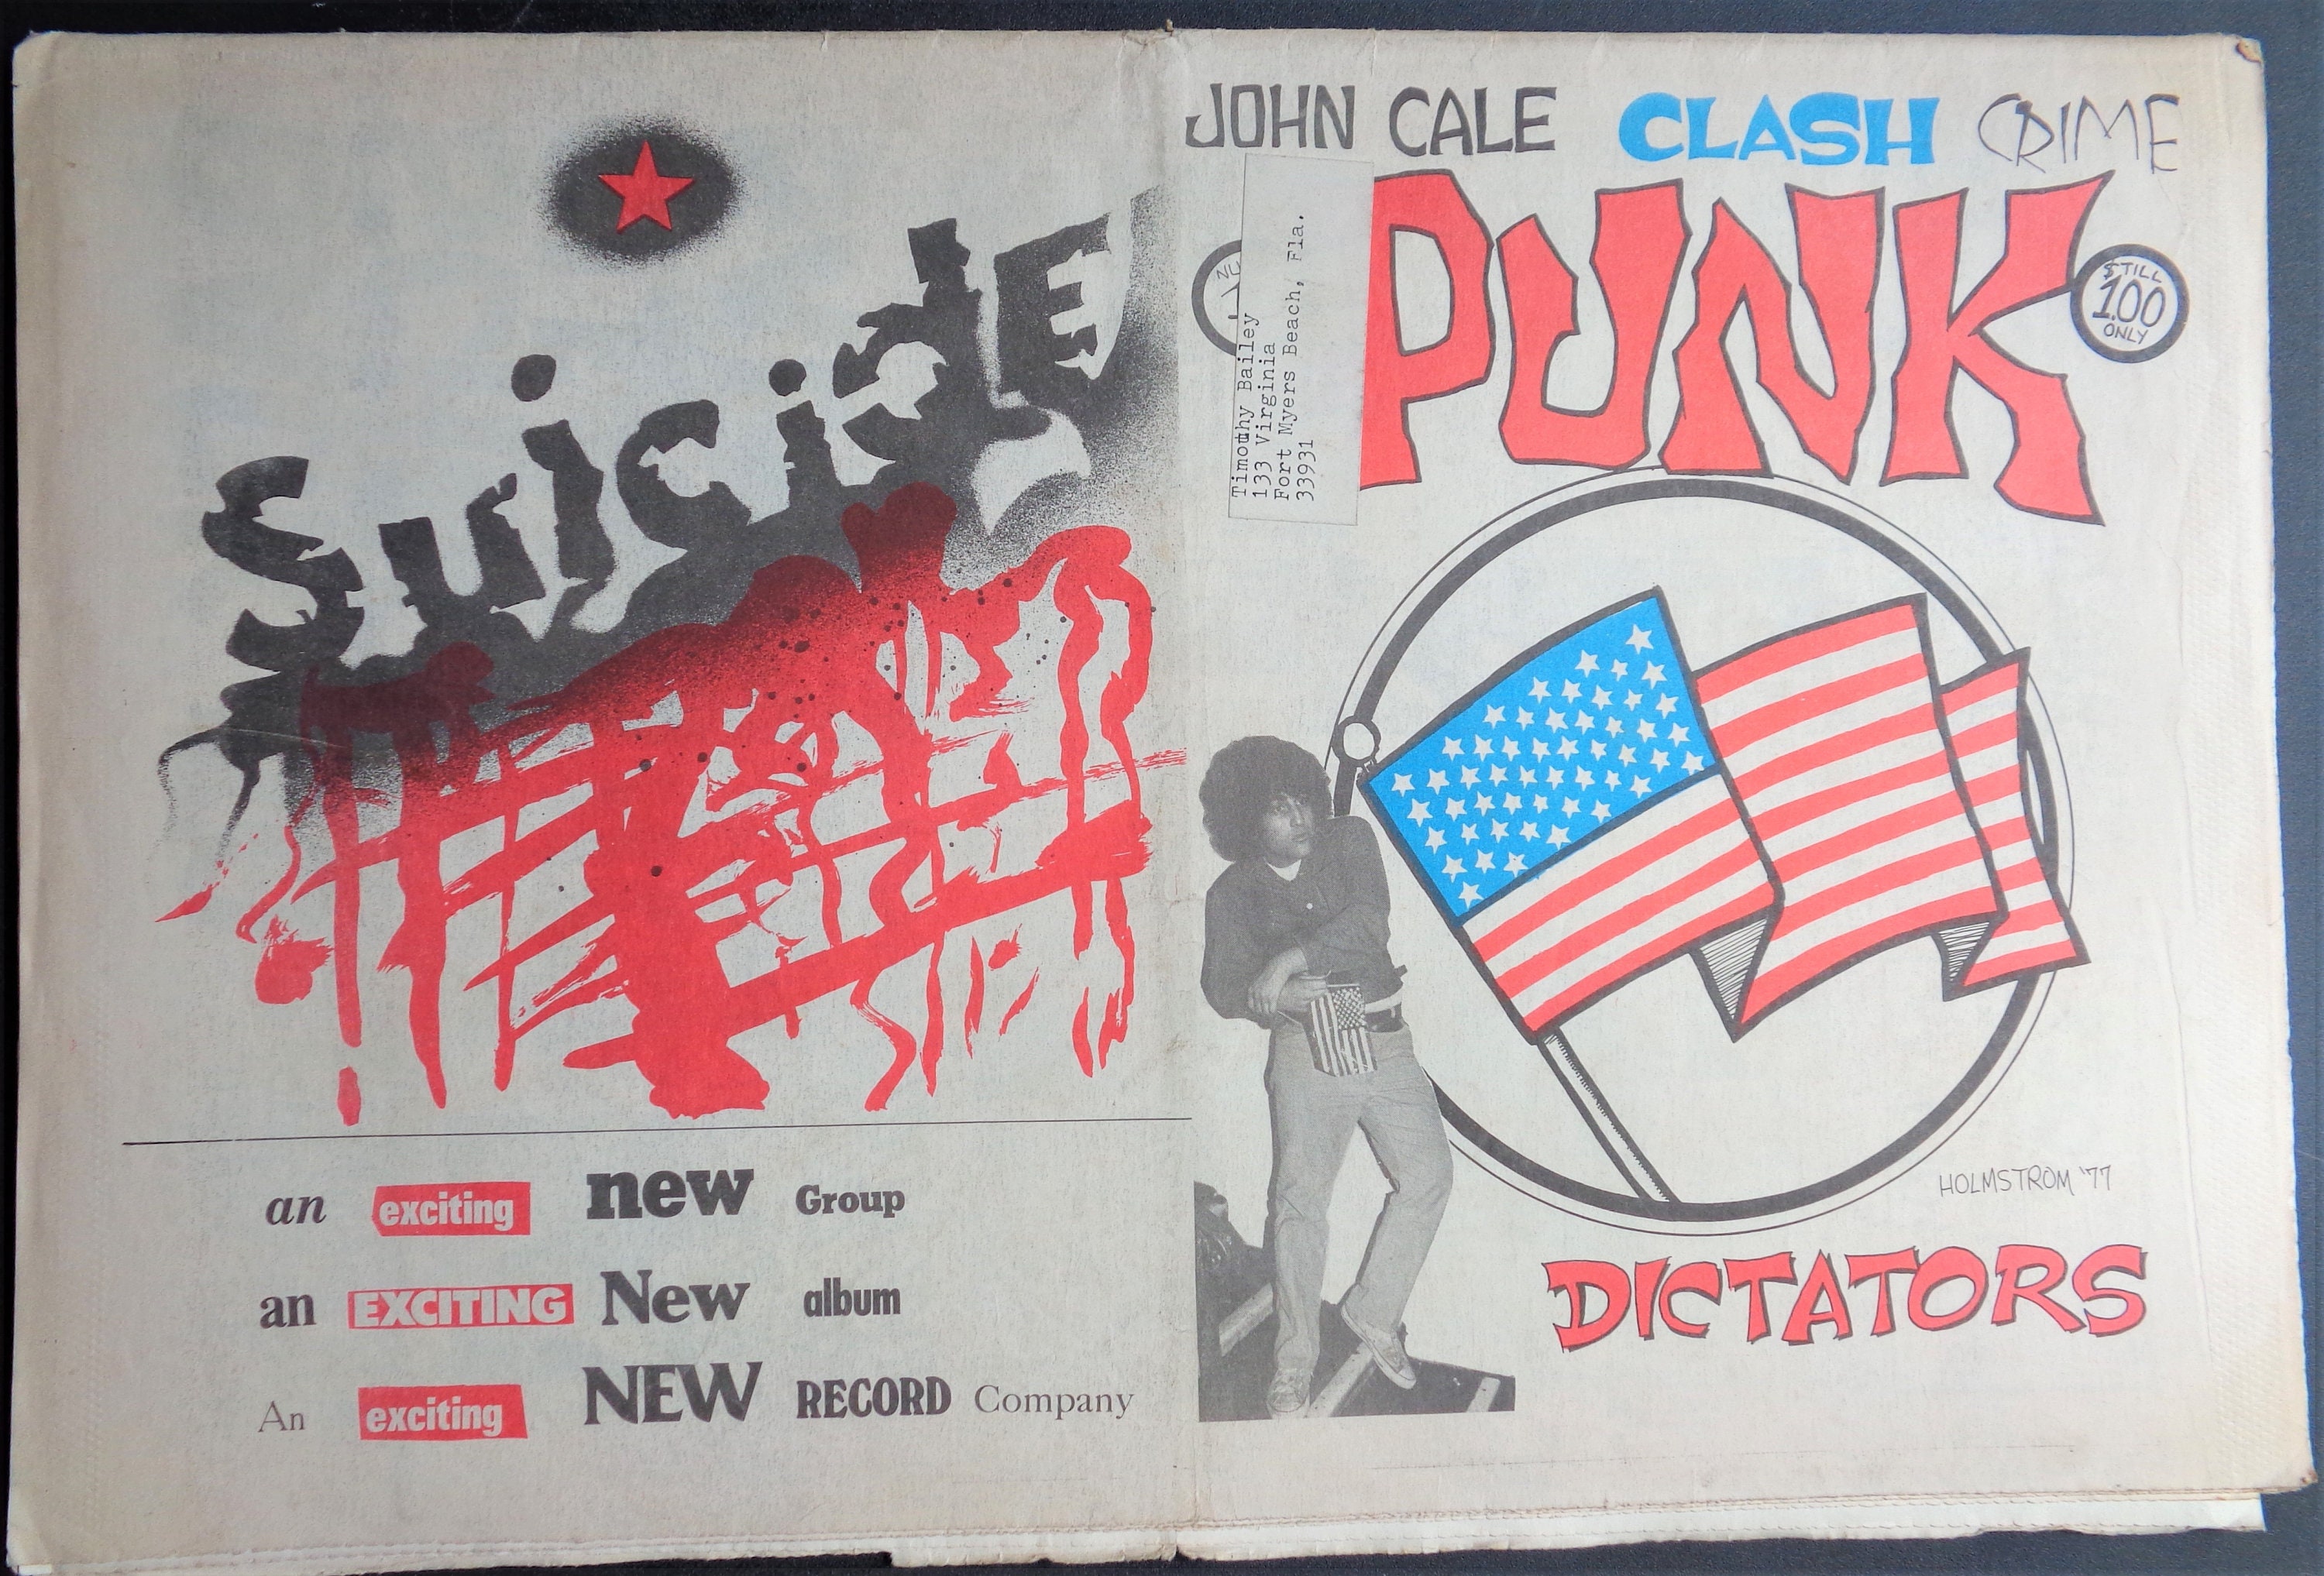 Suicide
an exciting new Group
an EXCITING New album
An exciting NEW RECORD Company
JOHN CALE CLASH CRIME
PUNK
$TILL
1.00
ONLY
Timothy Bailey
133 Virginia
Fort Myers Beach, Fla.
33931
HOLMSTROM '77
DICTATORS